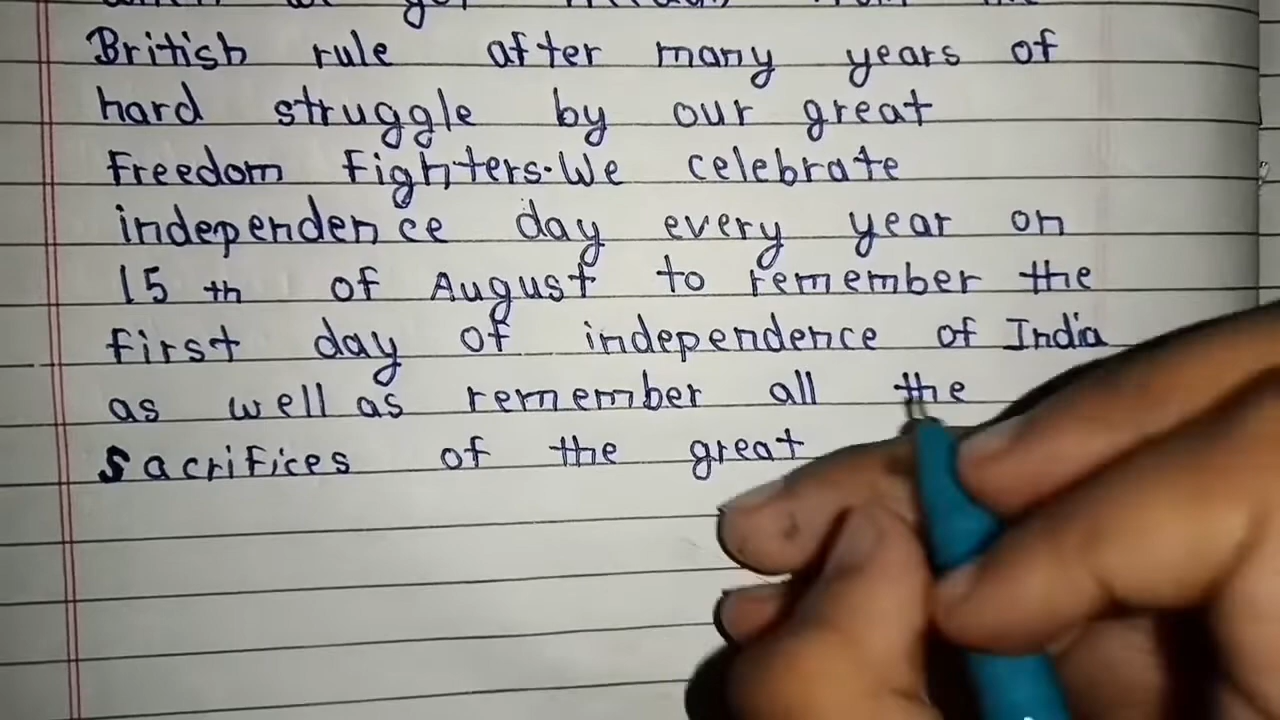 British rule after many years of
hard struggle by our great
Freedom Fighters. We celebrate
independence day every year on
15 th of August to remember the
first day of independence of India
as well as remember all the
Sacrifices of the great